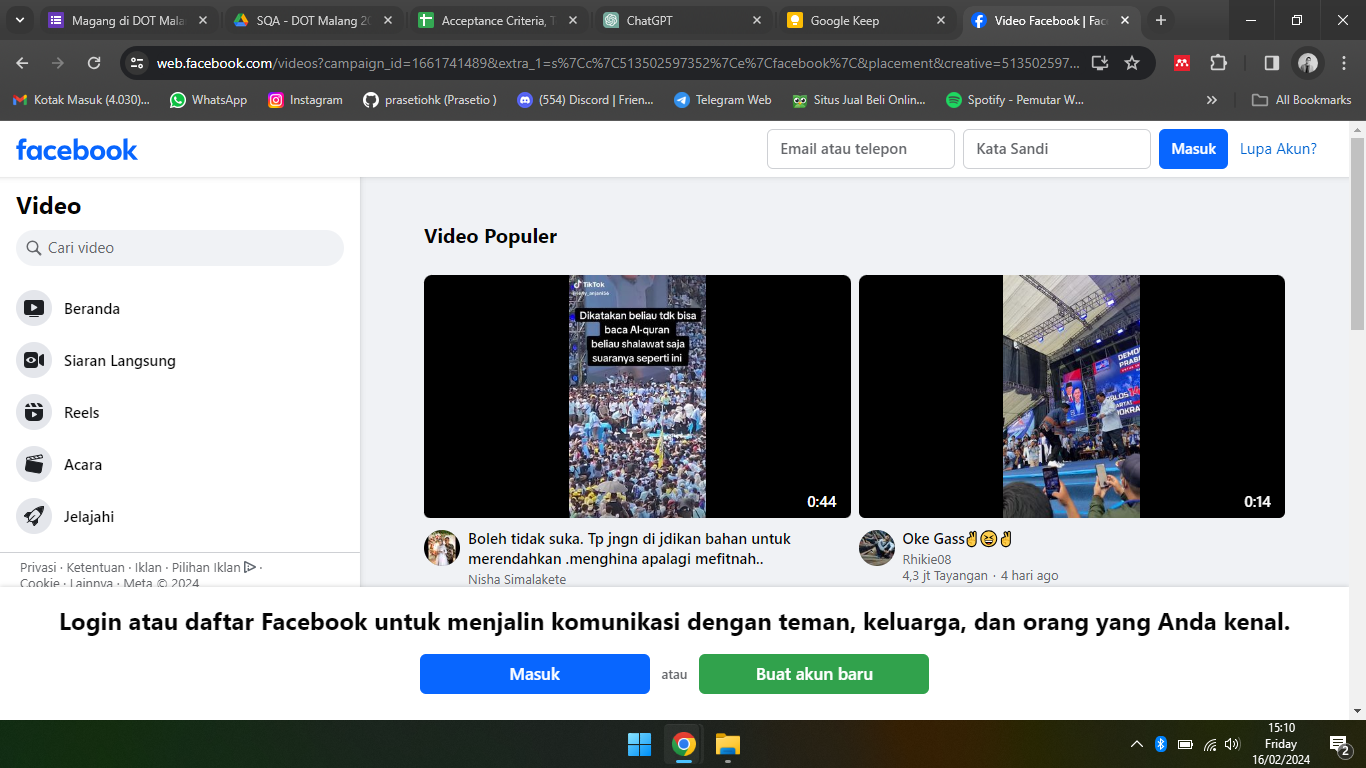 Magang di DOT Mala
SQA - DOT Malang 20
Acceptance Criteria, T
ChatGPT
Google Keep
Video Facebook | Fac
web.facebook.com/videos?campaign_id=1661741489&extra_1=s%7Cc%7C513502597352%7Ce%7Cfacebook%7C&placement&creative=513502597...
Kotak Masuk (4.030)...
WhatsApp
Instagram
prasetiohk (Prasetio )
(554) Discord | Frien...
Telegram Web
Situs Jual Beli Onlin...
Spotify - Pemutar W...
All Bookmarks
facebook
Email atau telepon
Kata Sandi
Masuk
Lupa Akun?
Video
Cari video
Beranda
Siaran Langsung
Reels
Acara
Jelajahi
Privasi · Ketentuan · Iklan · Pilihan Iklan ·
Cookie · Lainnya · Meta © 2024
Video Populer
TikTok
Dikatakan beliau tdk bisa
baca Al-quran
beliau shalawat saja
suaranya seperti ini
0:44
Boleh tidak suka. Tp jngn di jdikan bahan untuk
merendahkan .menghina apalagi mefitnah..
Nisha Simalakete
0:14
Oke Gass✌😆✌
Rhikie08
4,3 jt Tayangan · 4 hari ago
Login atau daftar Facebook untuk menjalin komunikasi dengan teman, keluarga, dan orang yang Anda kenal.
Masuk
atau
Buat akun baru
15:10
Friday
16/02/2024
2